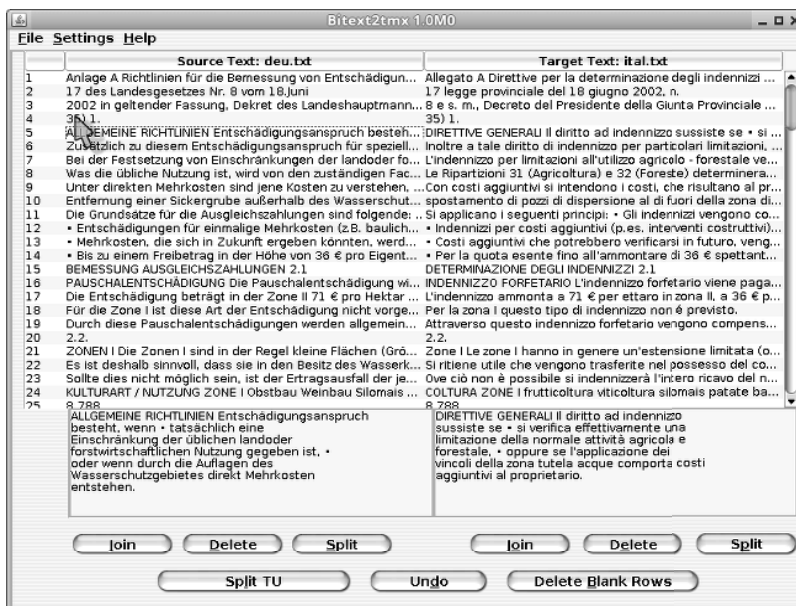 Bitext2tmx 1.0M0
File Settings Help
Source Text: deu.txt Target Text: ital.txt
1 Anlage A Richtlinien für die Bemessung von Entschädigun... Allegato A Direttive per la determinazione degli indennizzi ...
2 17 des Landesgesetzes Nr. 8 vom 18.Juni 17 legge provinciale del 18 giugno 2002, n.
3 2002 in geltender Fassung, Dekret des Landeshauptmann... 8 e s. m., Decreto del Presidente della Giunta Provinciale ...
4 35) 1. 35) 1.
5 ALLGEMEINE RICHTLINIEN Entschädigungsanspruch besteh... DIRETTIVE GENERALI Il diritto ad indennizzo sussiste se • si ...
6 Zusätzlich zu diesem Entschädigungsanspruch für speziell... Inoltre a tale diritto di indennizzo per particolari limitazioni, ...
7 Bei der Festsetzung von Einschränkungen der landoder fo... L'indennizzo per limitazioni all'utilizzo agricolo - forestale ve...
8 Was die übliche Nutzung ist, wird von den zuständigen Fac... Le Ripartizioni 31 (Agricoltura) e 32 (Foreste) determinera...
9 Unter direkten Mehrkosten sind jene Kosten zu verstehen, ... Con costi aggiuntivi si intendono i costi, che risultano al pr...
10 Entfernung einer Sickergrube außerhalb des Wasserschut... spostamento di pozzi di dispersione al di fuori della zona di...
11 Die Grundsätze für die Ausgleichszahlungen sind folgende: ... Si applicano i seguenti principi: • Gli indennizzi vengono co...
12 • Entschädigungen für einmalige Mehrkosten (z.B. baulich... • Indennizzi per costi aggiuntivi (p.es. interventi costruttivi)...
13 • Mehrkosten, die sich in Zukunft ergeben könnten, werd... • Costi aggiuntivi che potrebbero verificarsi in futuro, veng...
14 • Bis zu einem Freibetrag in der Höhe von 36 € pro Eigent... • Per la quota esente fino all'ammontare di 36 € spettant...
15 BEMESSUNG AUSGLEICHSZAHLUNGEN 2.1 DETERMINAZIONE DEGLI INDENNIZZI 2.1
16 PAUSCHALENTSCHÄDIGUNG Die Pauschalentschädigung wi... INDENNIZZO FORFETARIO L'indennizzo forfetario viene paga...
17 Die Entschädigung beträgt in der Zone II 71 € pro Hektar ... L'indennizzo ammonta a 71 € per ettaro in zona II, a 36 € p...
18 Für die Zone I ist diese Art der Entschädigung nicht vorge... Per la zona I questo tipo di indennizzo non é previsto.
19 Durch diese Pauschalentschädigungen werden allgemein... Attraverso questo indennizzo forfetario vengono compens...
20 2.2. 2.2.
21 ZONEN I Die Zonen I sind in der Regel kleine Flächen (Grö... Zone I Le zone I hanno in genere un'estensione limitata (o...
22 Es ist deshalb sinnvoll, dass sie in den Besitz des Wasserk... Si ritiene utile che vengono trasferite nel possesso del co...
23 Sollte dies nicht möglich sein, ist der Ertragsausfall der je... Ove ciò non è possibile si indennizzerà l'intero ricavo del n...
24 KULTURART / NUTZUNG ZONE I Obstbau Weinbau Silomais ... COLTURA ZONE I frutticoltura viticoltura silomais patate ba...
25 8.788 8.788
ALLGEMEINE RICHTLINIEN Entschädigungsanspruch
besteht, wenn • tatsächlich eine
Einschränkung der üblichen landoder
forstwirtschaftlichen Nutzung gegeben ist, •
oder wenn durch die Auflagen des
Wasserschutzgebietes direkt Mehrkosten
entstehen.
DIRETTIVE GENERALI Il diritto ad indennizzo
sussiste se • si verifica effettivamente una
limitazione della normale attività agricola e
forestale, • oppure se l'applicazione dei
vincoli della zona tutela acque comporta costi
aggiuntivi al proprietario.
Join Delete Split Join Delete Split
Split TU Undo Delete Blank Rows